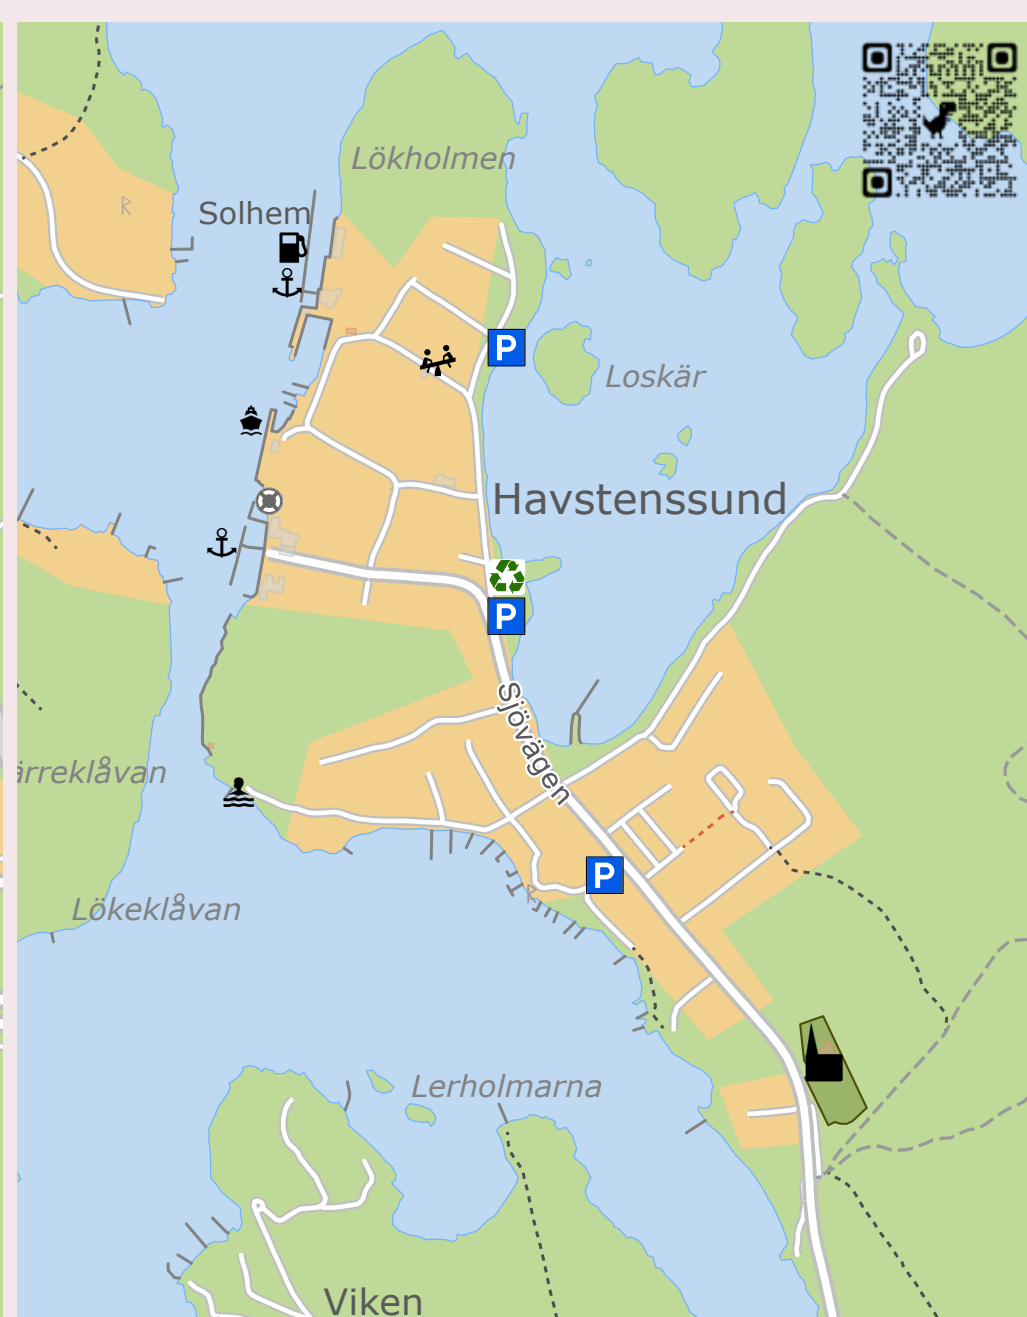 Lökholmen
Solhem
P
Loskär
Havstenssund
P
Sjövägen
ärreklåvan
P
Lökeklåvan
Lerholmarna
Viken